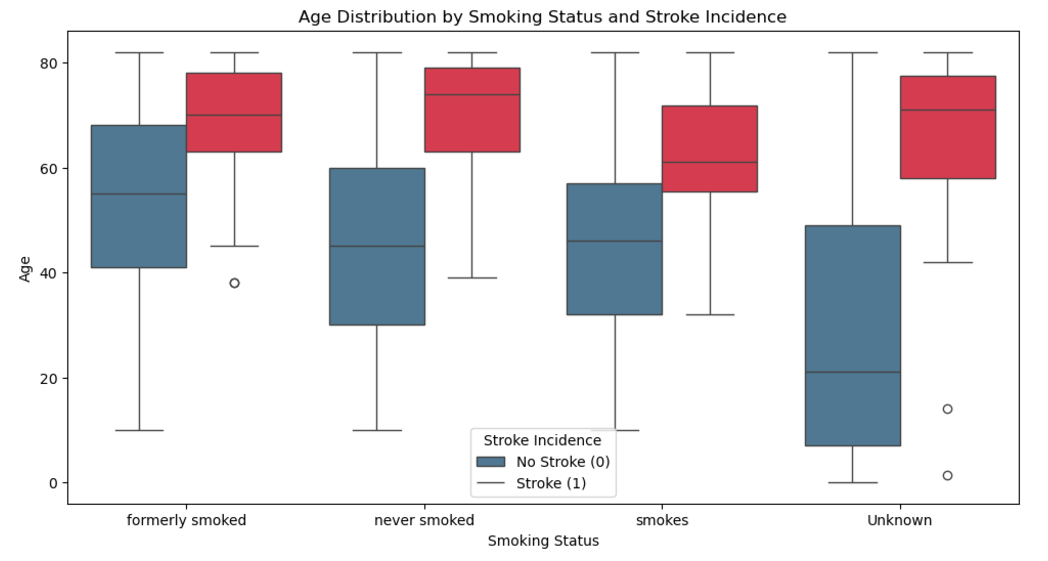 Age Distribution by Smoking Status and Stroke Incidence
Age
80
60
40
20
0
Stroke Incidence
No Stroke (0)
Stroke (1)
formerly smoked
never smoked
smokes
Unknown
Smoking Status